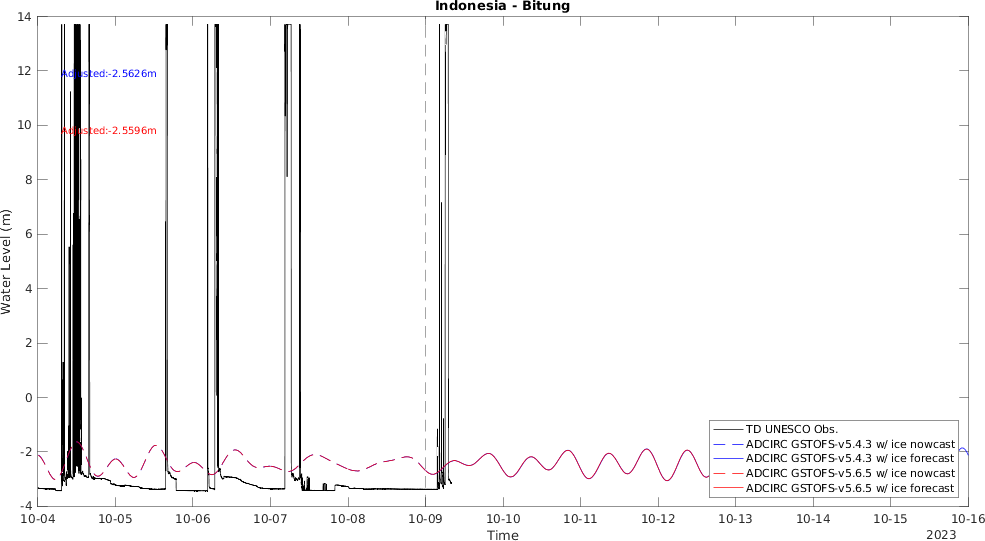 Indonesia - Bitung
14
12
10
8
6
4
2
0
-2
-4
Water Level (m)
Adjusted:-2.5626m
Adjusted:-2.5596m
TD UNESCO Obs.
ADCIRC GSTOFS-v5.4.3 w/ ice nowcast
ADCIRC GSTOFS-v5.4.3 w/ ice forecast
ADCIRC GSTOFS-v5.6.5 w/ ice nowcast
ADCIRC GSTOFS-v5.6.5 w/ ice forecast
10-04 10-05 10-06 10-07 10-08 10-09 10-10 10-11 10-12 10-13 10-14 10-15 10-16
Time
2023